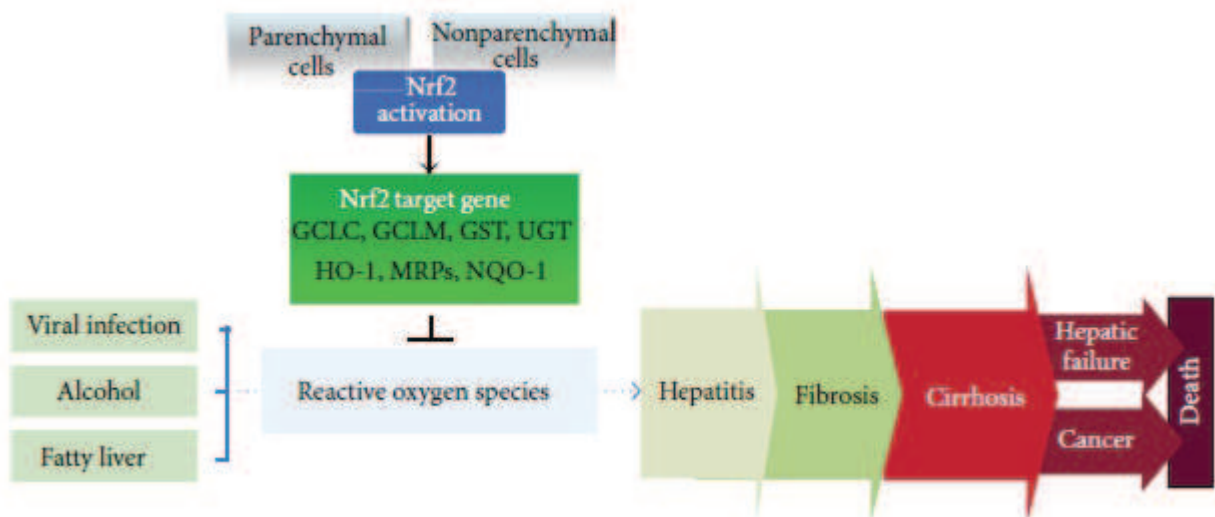 Parenchymal
cells
Nonparenchymal
cells
Nrf2
activation
Nrf2 target gene
GCLC, GCLM, GST, UGT
HO-1, MRPs, NQO-1
Viral infection
Alcohol
Fatty liver
Reactive oxygen species
Hepatitis
Fibrosis
Cirrhosis
Hepatic
failure
Cancer
Death